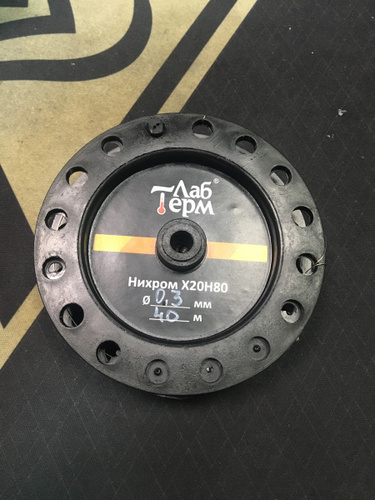 Лаб®
Терм
Нихром Х20Н80
ø 0,3 мм
40 м